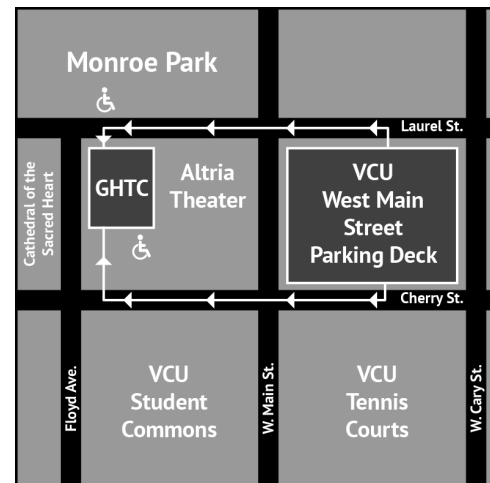 Monroe Park
Laurel St.
Cathedral of the
Sacred Heart
GHTC
Altria
Theater
VCU
West Main
Street
Parking Deck
Cherry St.
Floyd Ave.
VCU
Student
Commons
W. Main St.
VCU
Tennis
Courts
W. Cary St.